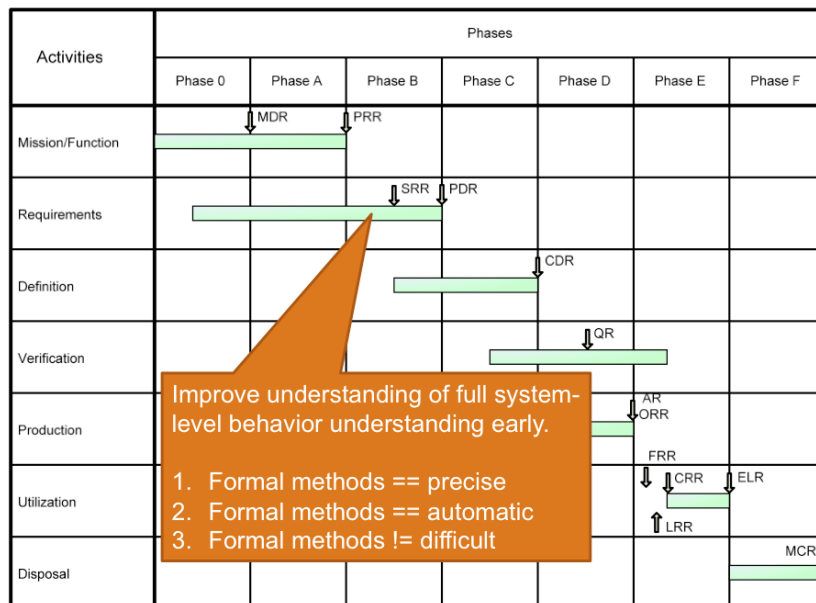 Activities
Phases
Phase 0 Phase A Phase B Phase C Phase D Phase E Phase F
MDR PRR
Mission/Function
SRR PDR
Requirements
CDR
Definition
QR
Verification
Improve understanding of full system-
level behavior understanding early.
1. Formal methods == precise
2. Formal methods == automatic
3. Formal methods != difficult
AR
ORR
Production
FRR
CRR ELR
Utilization
LRR
MCR
Disposal